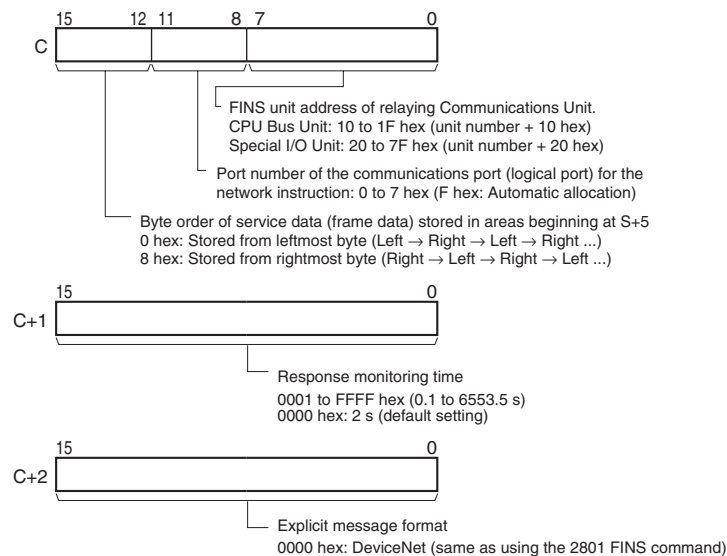 15 12 11 8 7 0
C
FINS unit address of relaying Communications Unit.
CPU Bus Unit: 10 to 1F hex (unit number + 10 hex)
Special I/O Unit: 20 to 7F hex (unit number + 20 hex)
Port number of the communications port (logical port) for the
network instruction: 0 to 7 hex (F hex: Automatic allocation)
Byte order of service data (frame data) stored in areas beginning at S+5
0 hex: Stored from leftmost byte (Left → Right → Left → Right ...)
8 hex: Stored from rightmost byte (Right → Left → Right → Left ...)
15 0
C+1
Response monitoring time
0001 to FFFF hex (0.1 to 6553.5 s)
0000 hex: 2 s (default setting)
15 0
C+2
Explicit message format
0000 hex: DeviceNet (same as using the 2801 FINS command)